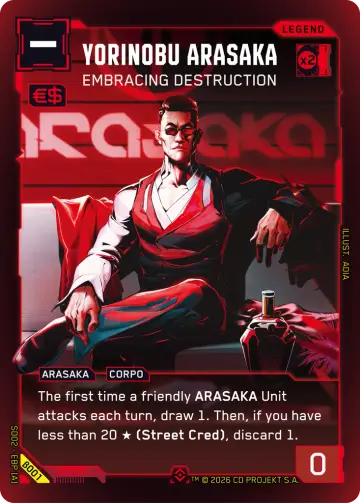 LEGEND
YORINOBU ARASAKA
x2
EMBRACING DESTRUCTION
€$
ARASAKA
ARASAKA CORPO
The first time a friendly ARASAKA Unit
attacks each turn, draw 1. Then, if you have
less than 20 ★ (Street Cred), discard 1.
0
™ © 2026 CD PROJEKT S.A.
ILLUST. ADIA
B001